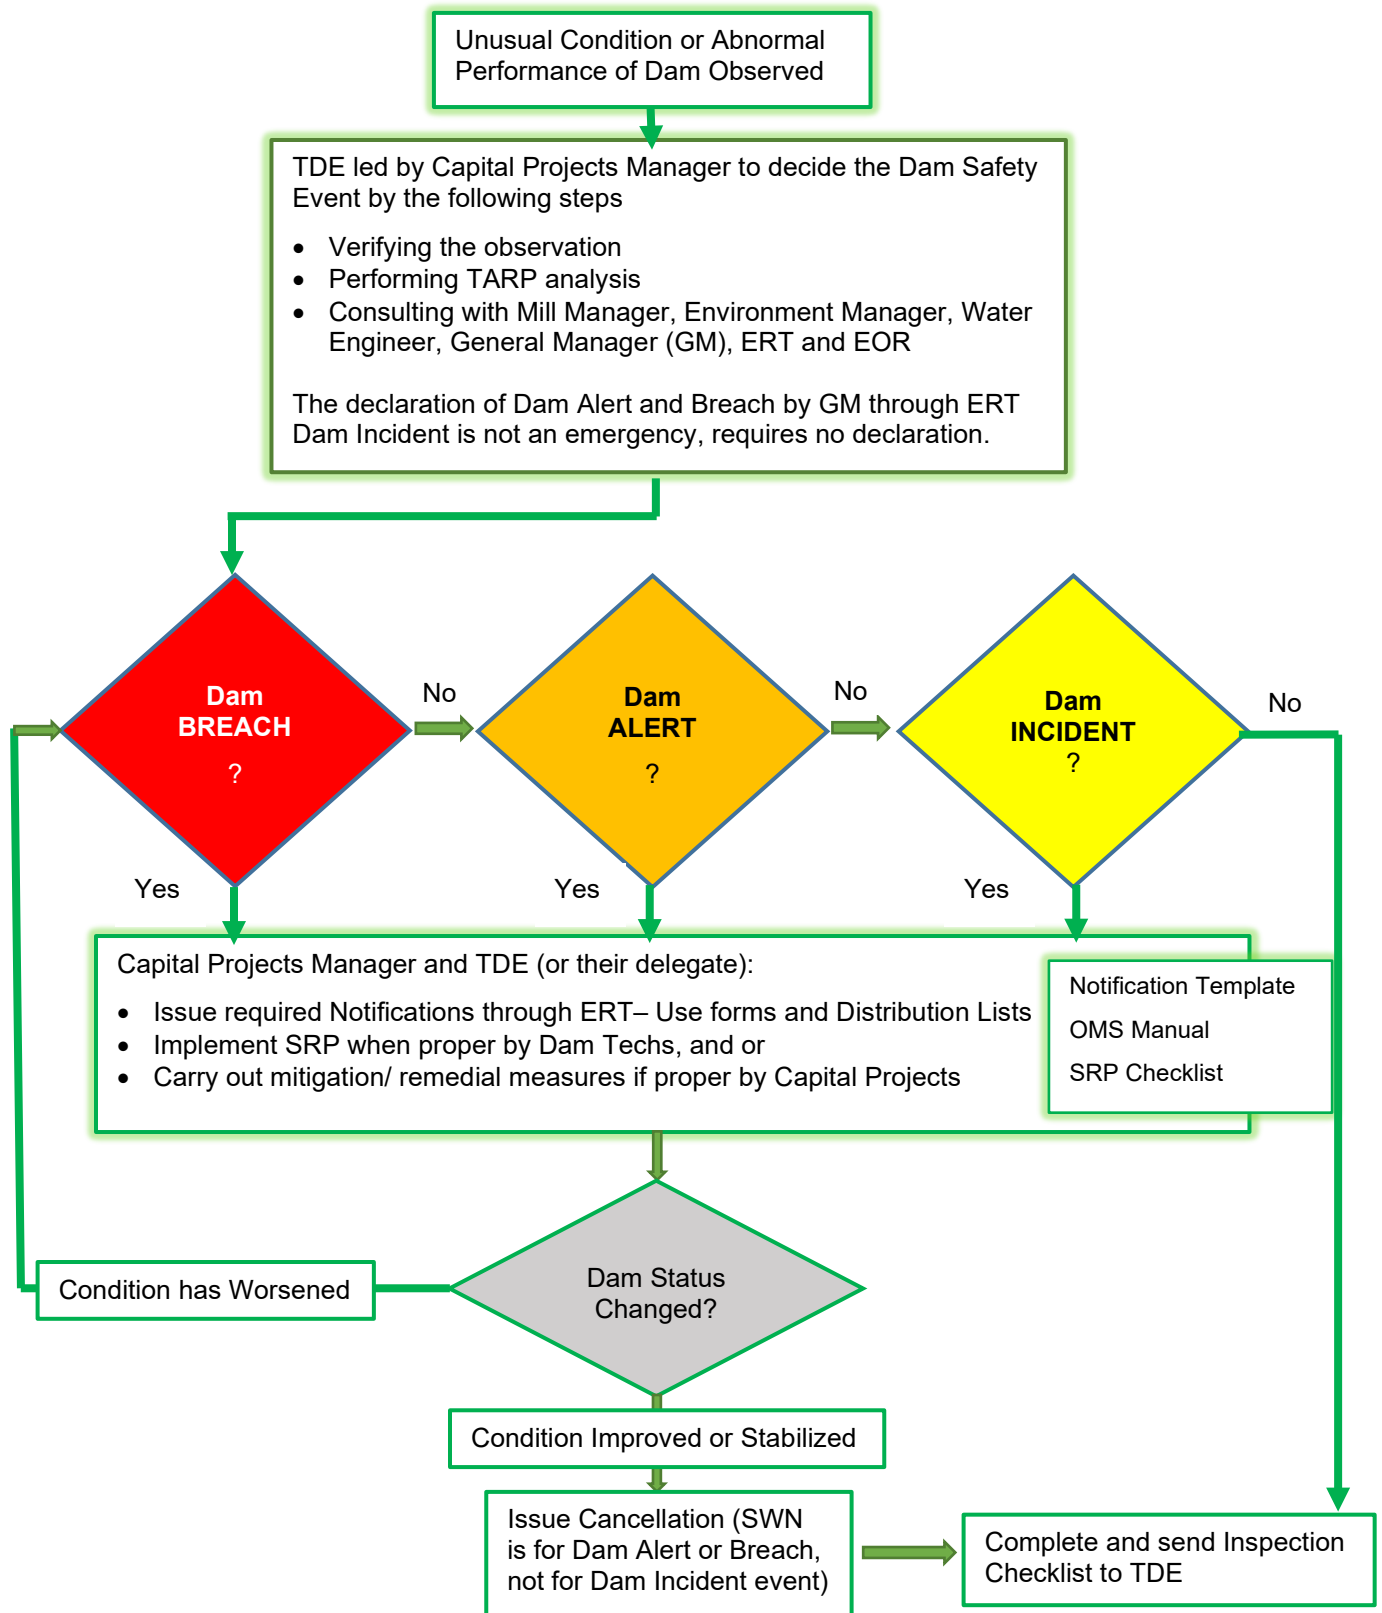 Unusual Condition or Abnormal
Performance of Dam Observed
TDE led by Capital Projects Manager to decide the Dam Safety
Event by the following steps
• Verifying the observation
• Performing TARP analysis
• Consulting with Mill Manager, Environment Manager, Water
Engineer, General Manager (GM), ERT and EOR
The declaration of Dam Alert and Breach by GM through ERT
Dam Incident is not an emergency, requires no declaration.
Dam
BREACH
?
No
Dam
ALERT
?
No
Dam
INCIDENT
?
No
Yes
Yes
Yes
Capital Projects Manager and TDE (or their delegate):
• Issue required Notifications through ERT– Use forms and Distribution Lists
• Implement SRP when proper by Dam Techs, and or
• Carry out mitigation/ remedial measures if proper by Capital Projects
Notification Template
OMS Manual
SRP Checklist
Condition has Worsened
Dam Status
Changed?
Condition Improved or Stabilized
Issue Cancellation (SWN
is for Dam Alert or Breach,
not for Dam Incident event)
Complete and send Inspection
Checklist to TDE